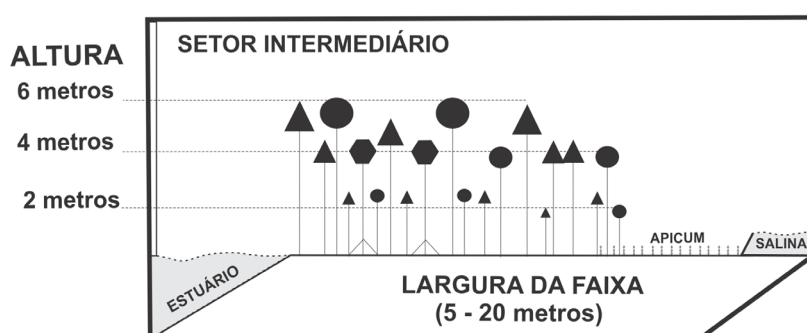 SETOR INTERMEDIÁRIO
ALTURA
6 metros
4 metros
2 metros
APICUM
SALINA
ESTUÁRIO
LARGURA DA FAIXA
(5 - 20 metros)